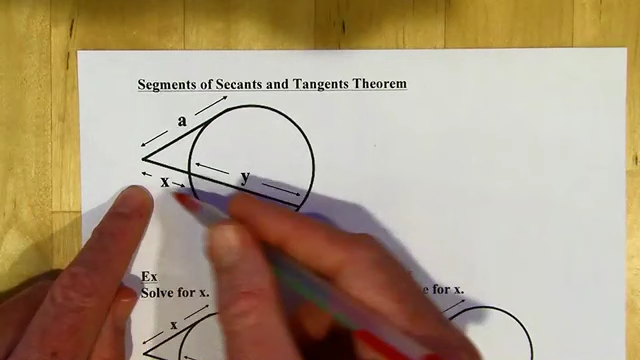 Segments of Secants and Tangents Theorem
a
y
x
Ex
Solve for x.
e for x.
x